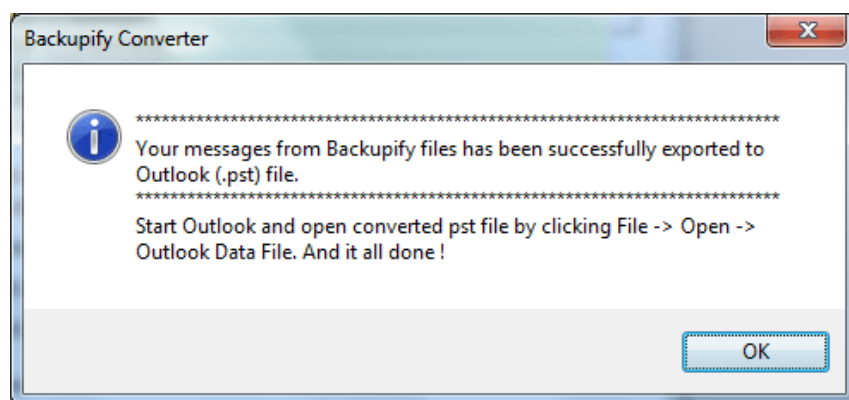 Backupify Converter
***************************************************************************
Your messages from Backupify files has been successfully exported to
Outlook (.pst) file.
***************************************************************************
Start Outlook and open converted pst file by clicking File -> Open ->
Outlook Data File. And it all done !
OK